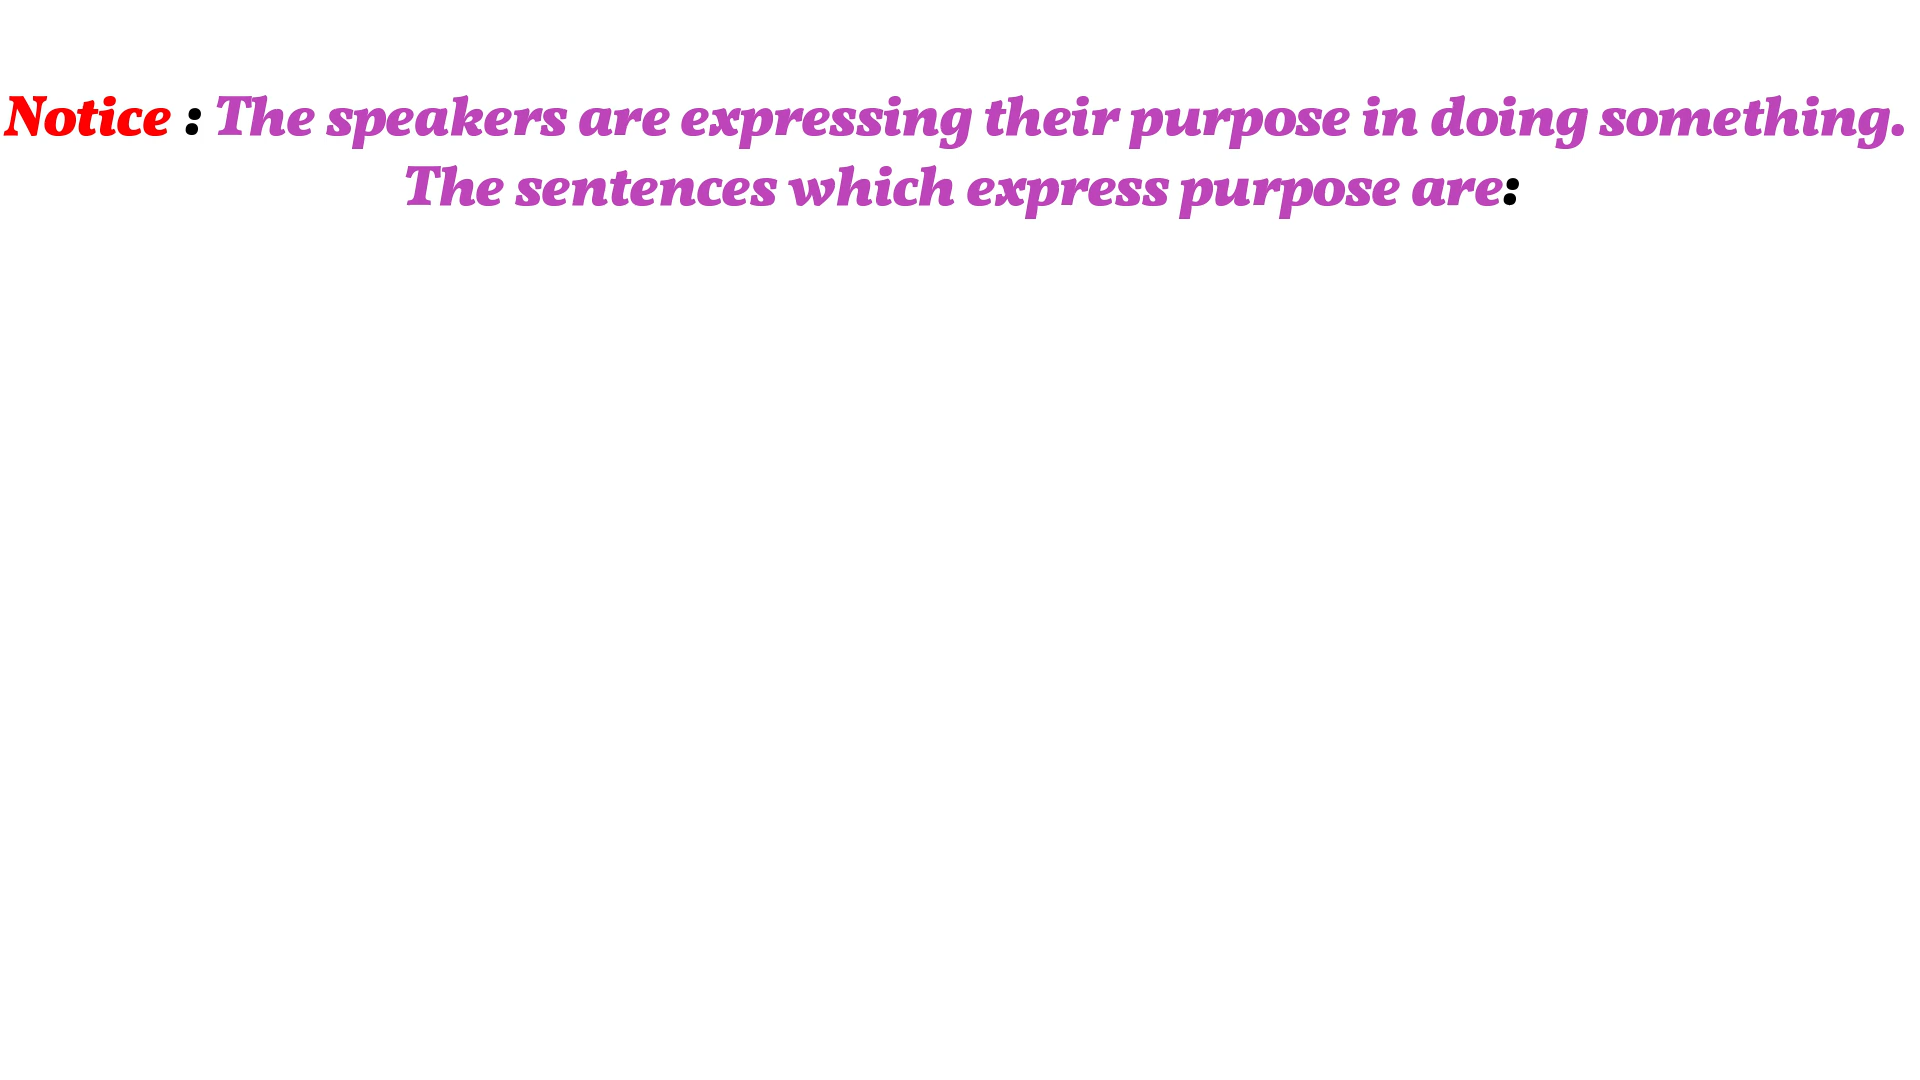 Notice : The speakers are expressing their purpose in doing something.
The sentences which express purpose are: